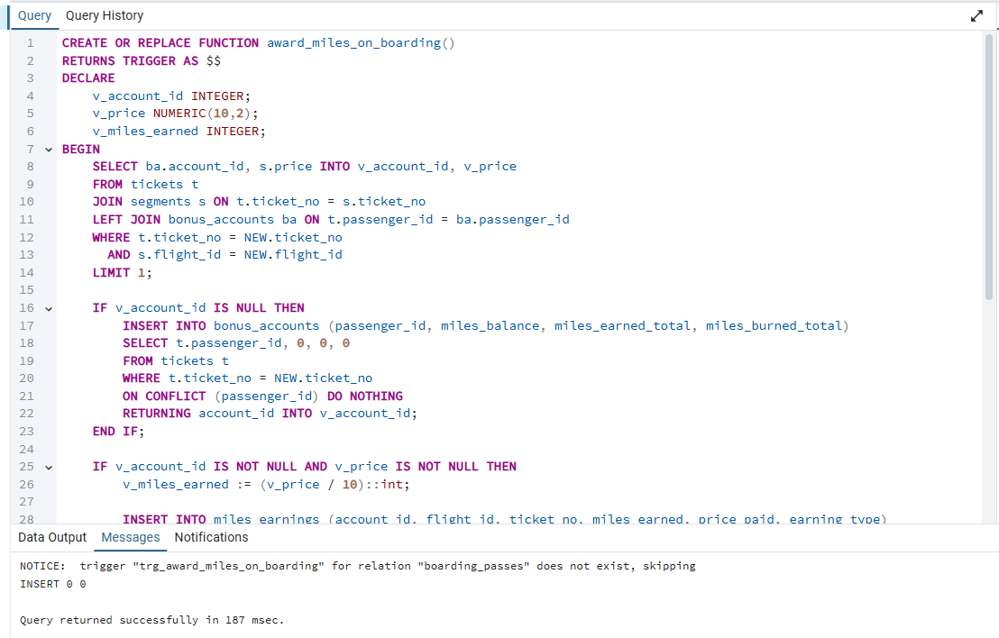 Query Query History
1 CREATE OR REPLACE FUNCTION award_miles_on_boarding()
2 RETURNS TRIGGER AS $$
3 DECLARE
4     v_account_id INTEGER;
5     v_price NUMERIC(10,2);
6     v_miles_earned INTEGER;
7 BEGIN
8     SELECT ba.account_id, s.price INTO v_account_id, v_price
9     FROM tickets t
10     JOIN segments s ON t.ticket_no = s.ticket_no
11     LEFT JOIN bonus_accounts ba ON t.passenger_id = ba.passenger_id
12     WHERE t.ticket_no = NEW.ticket_no
13       AND s.flight_id = NEW.flight_id
14     LIMIT 1;
15
16     IF v_account_id IS NULL THEN
17         INSERT INTO bonus_accounts (passenger_id, miles_balance, miles_earned_total, miles_burned_total)
18         SELECT t.passenger_id, 0, 0, 0
19         FROM tickets t
20         WHERE t.ticket_no = NEW.ticket_no
21         ON CONFLICT (passenger_id) DO NOTHING
22         RETURNING account_id INTO v_account_id;
23     END IF;
24
25     IF v_account_id IS NOT NULL AND v_price IS NOT NULL THEN
26         v_miles_earned := (v_price / 10)::int;
27
28         INSERT INTO miles_earnings (account_id, flight_id, ticket_no, miles_earned, price_paid, earning_type)
Data Output Messages Notifications
NOTICE:  trigger "trg_award_miles_on_boarding" for relation "boarding_passes" does not exist, skipping
INSERT 0 0
Query returned successfully in 187 msec.